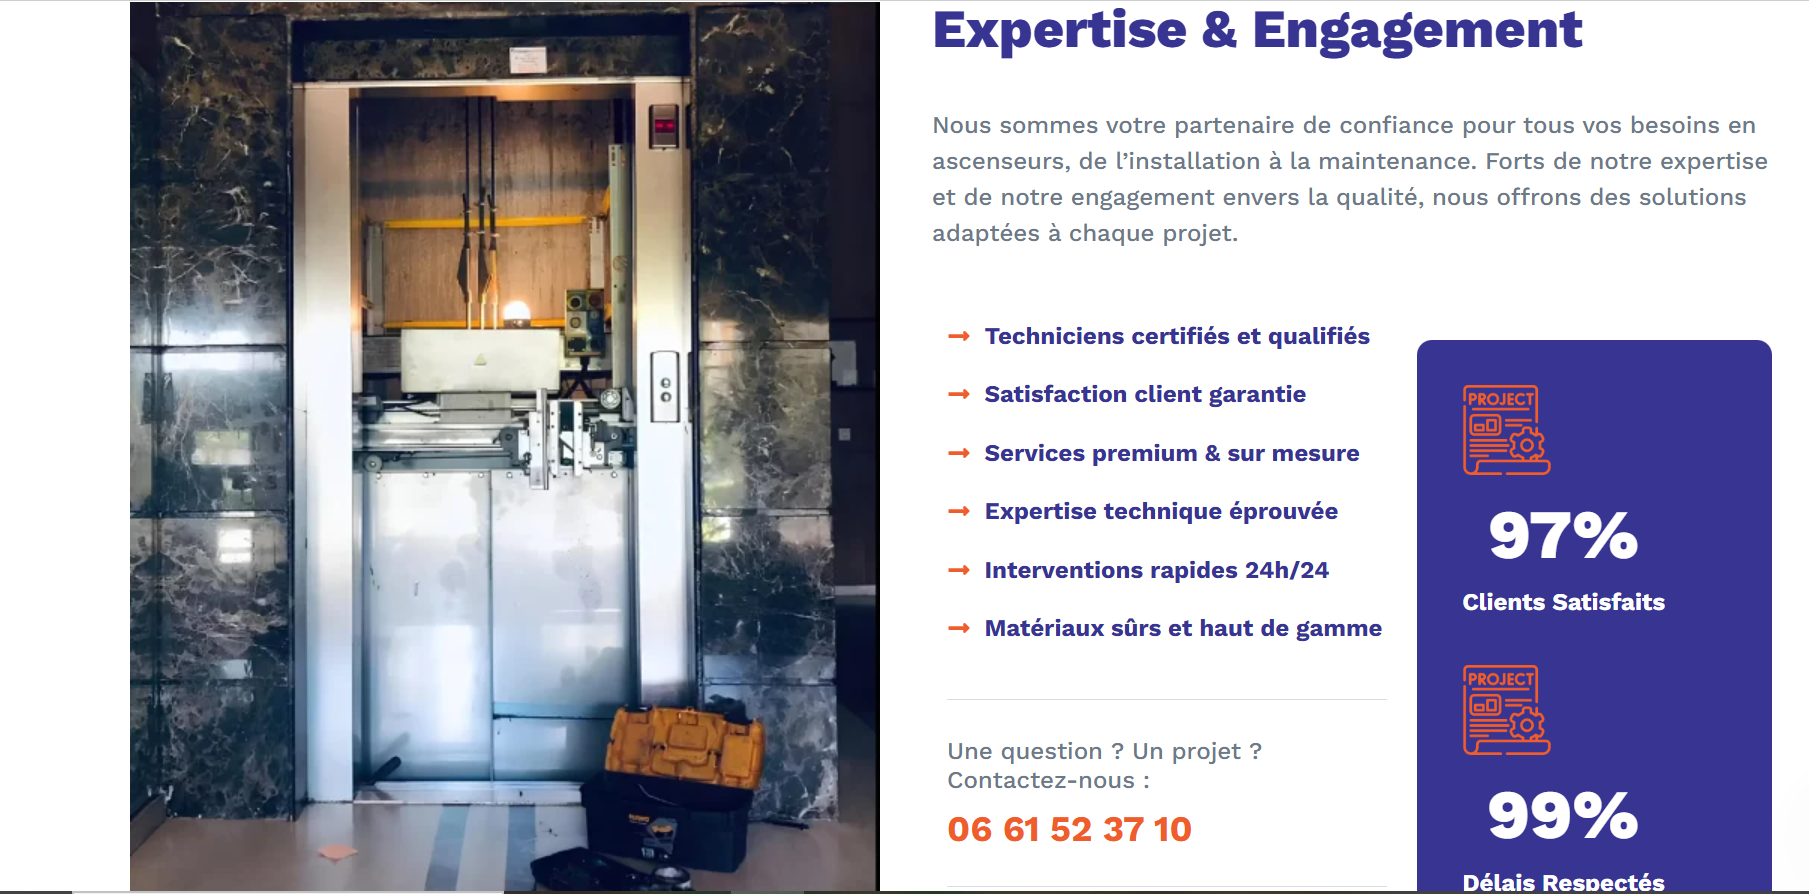 Expertise & Engagement
Nous sommes votre partenaire de confiance pour tous vos besoins en
ascenseurs, de l’installation à la maintenance. Forts de notre expertise
et de notre engagement envers la qualité, nous offrons des solutions
adaptées à chaque projet.
Techniciens certifiés et qualifiés
Satisfaction client garantie
Services premium & sur mesure
Expertise technique éprouvée
Interventions rapides 24h/24
Matériaux sûrs et haut de gamme
Une question ? Un projet ?
Contactez-nous :
06 61 52 37 10
PROJECT
97%
Clients Satisfaits
PROJECT
99%
Délais Respectés